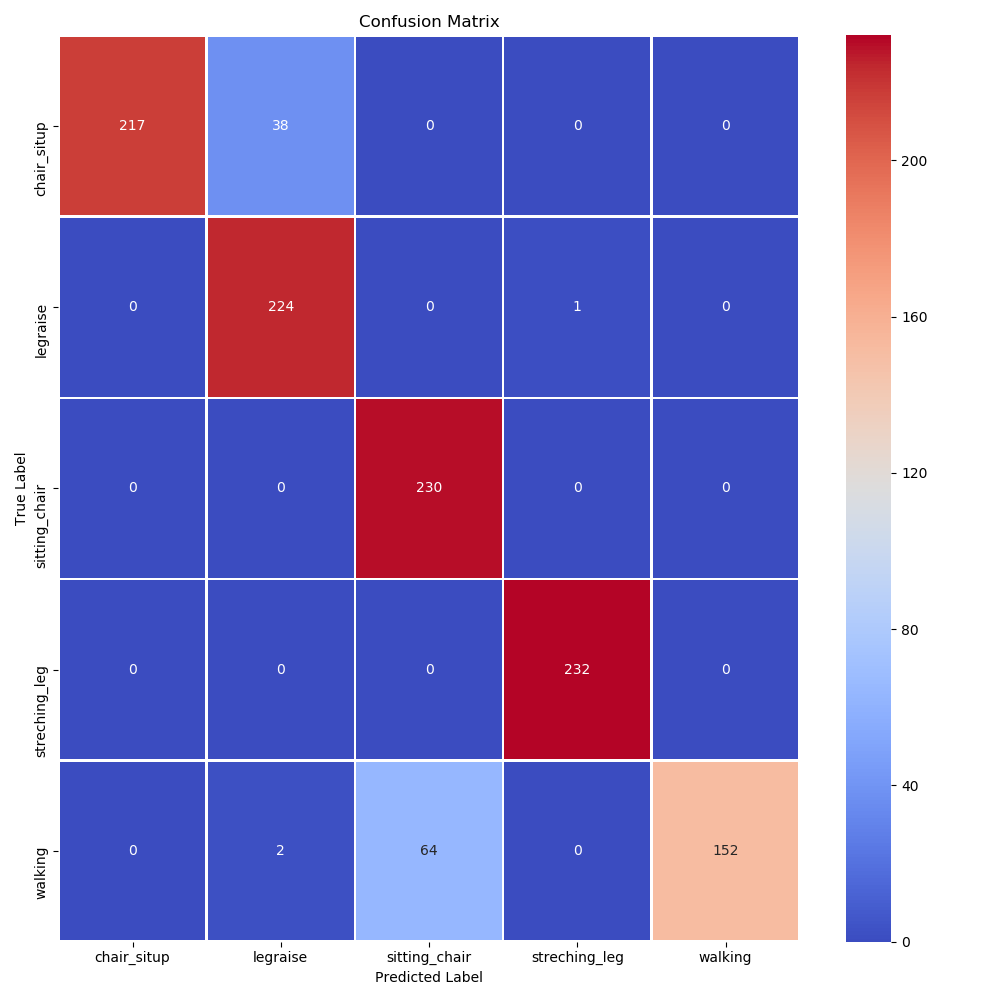 Confusion Matrix
True Label
chair_situp
217 38 0 0 0
legraise
0 224 0 1 0
sitting_chair
0 0 230 0 0
streching_leg
0 0 0 232 0
walking
0 2 64 0 152
chair_situp legraise sitting_chair streching_leg walking
Predicted Label
200
160
120
80
40
0